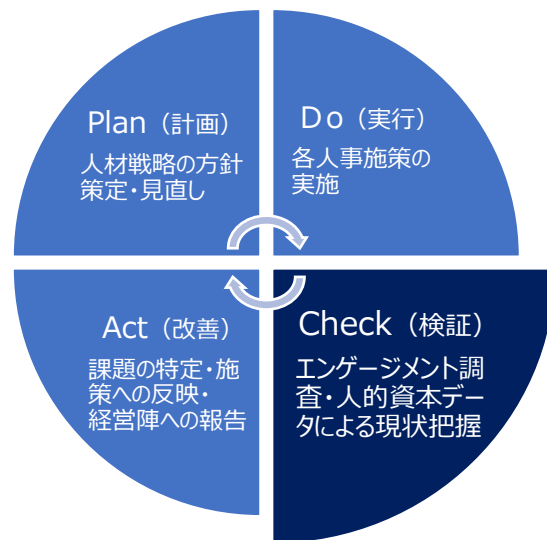 Plan（計画）
人材戦略の方針
策定・見直し
Do（実行）
各人事施策の
実施
Act（改善）
課題の特定・施
策への反映・
経営陣への報告
Check（検証）
エンゲージメント調
査・人的資本デー
タによる現状把握